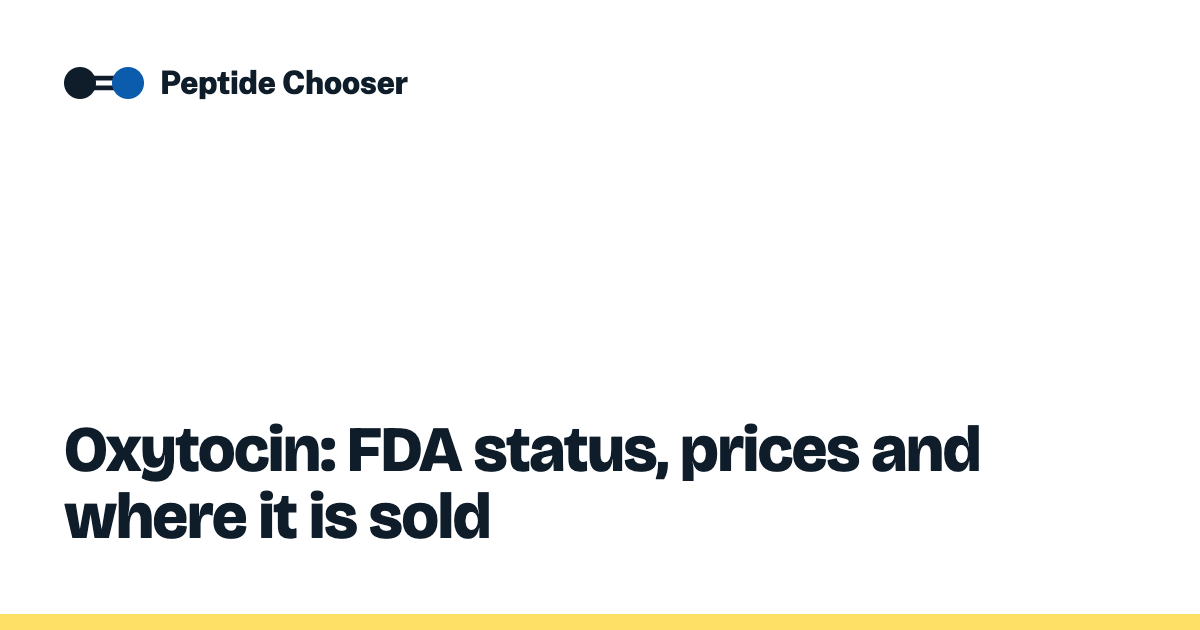 Peptide Chooser
Oxytocin: FDA status, prices and
where it is sold